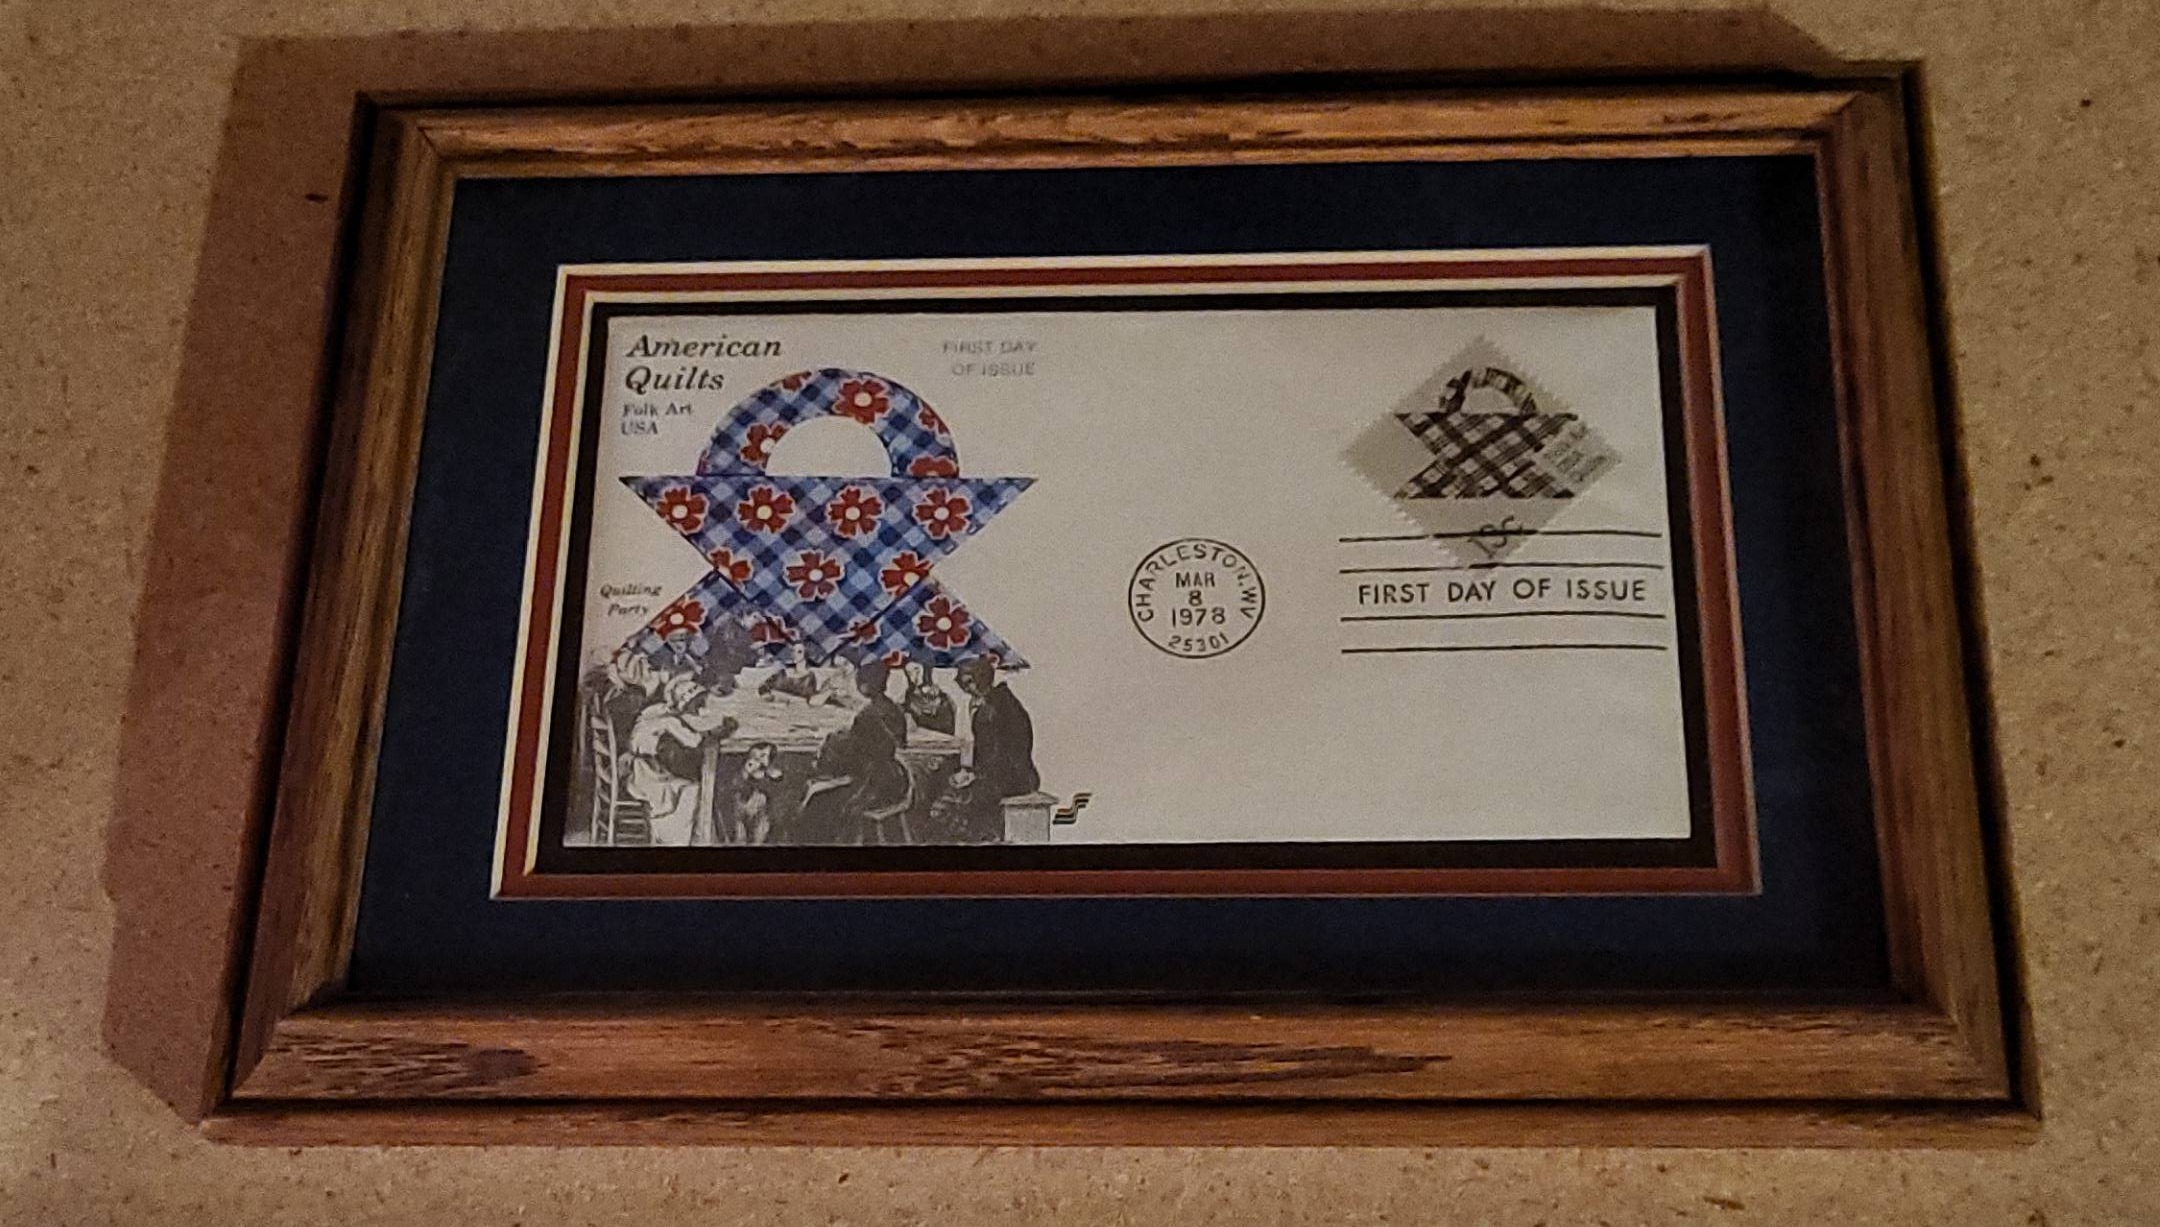 American
Quilts
Folk Art
USA
FIRST DAY
OF ISSUE
Quilting
Party
CHARLESTON, WV
MAR
8
1978
25301
FIRST DAY OF ISSUE